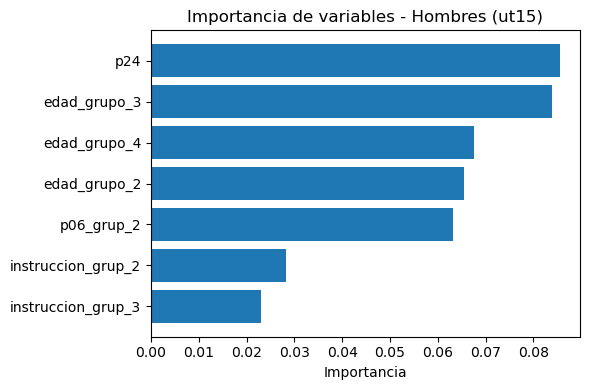 Importancia de variables - Hombres (ut15)
p24
edad_grupo_3
edad_grupo_4
edad_grupo_2
p06_grup_2
instruccion_grup_2
instruccion_grup_3
0.00 0.01 0.02 0.03 0.04 0.05 0.06 0.07 0.08
Importancia